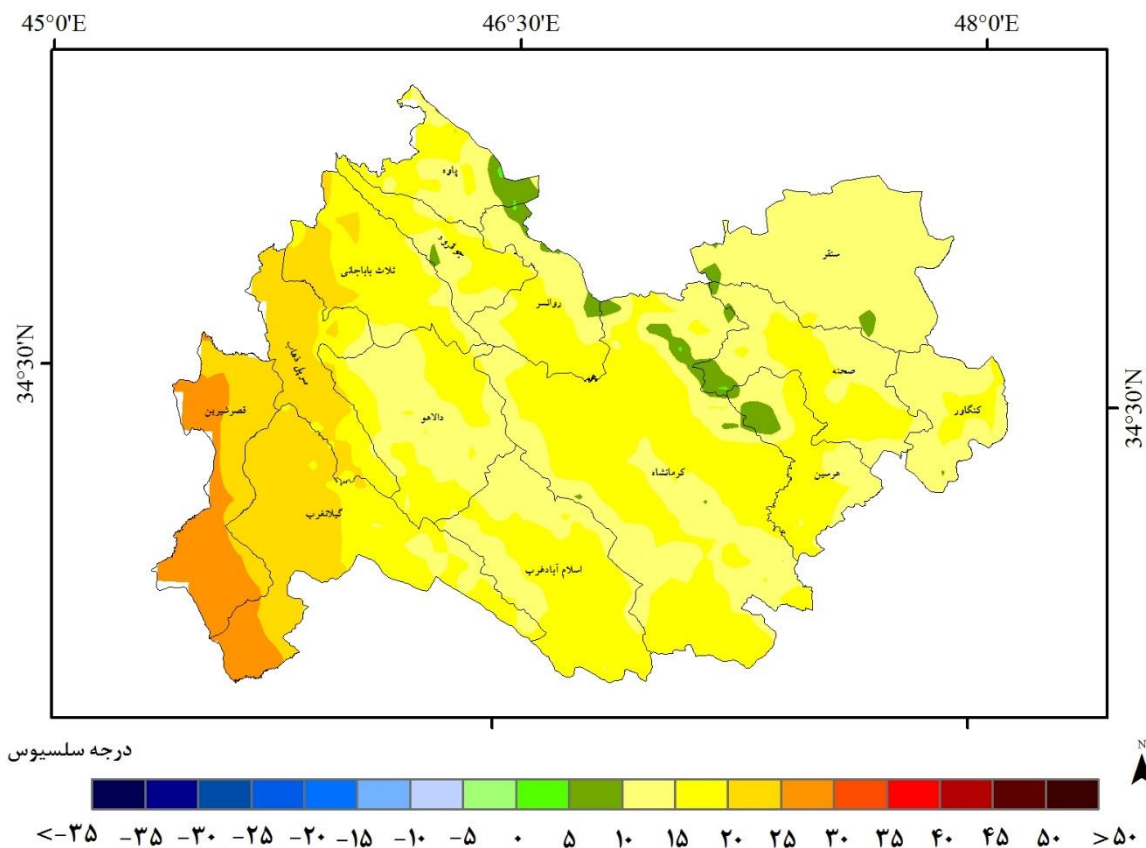 45°0'E 46°30'E 48°0'E
34°30'N
34°30'N
پاوه
جوانرود
سنقر
ثلاث باباجانی
روانسر
سرپل ذهاب
صحنه
کنگاور
قصرشیرین
دالاهو
کرمانشاه
هرسین
گیلانغرب
اسلام آبادغرب
درجه سلسیوس
N
<-۳۵ -۳۵ -۳۰ -۲۵ -۲۰ -۱۵ -۱۰ -۵ ۰ ۵ ۱۰ ۱۵ ۲۰ ۲۵ ۳۰ ۳۵ ۴۰ ۴۵ ۵۰ >۵۰